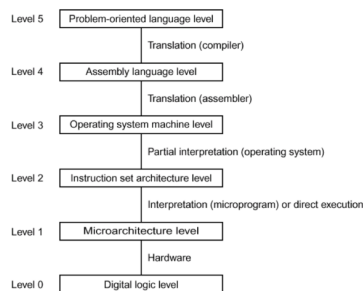 Level 5 Problem-oriented language level
Translation (compiler)
Level 4 Assembly language level
Translation (assembler)
Level 3 Operating system machine level
Partial interpretation (operating system)
Level 2 Instruction set architecture level
Interpretation (microprogram) or direct execution
Level 1 Microarchitecture level
Hardware
Level 0 Digital logic level